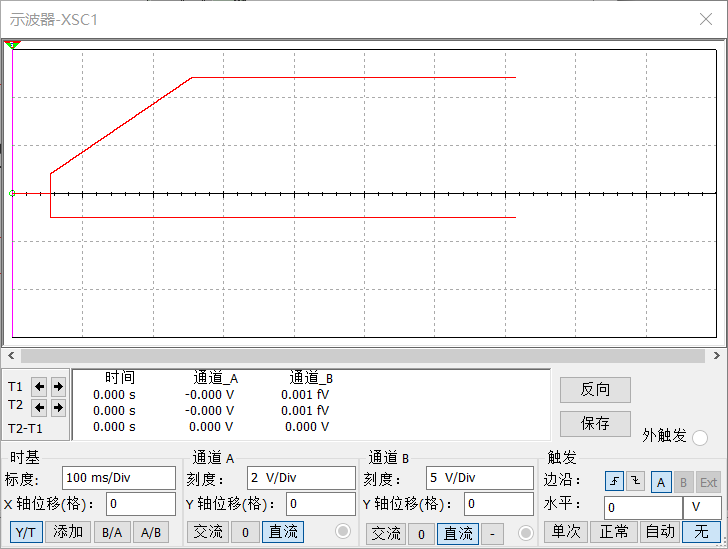 示波器-XSC1
时间 通道_A 通道_B
T1 0.000 s -0.000 V 0.001 fV
T2 0.000 s -0.000 V 0.001 fV
T2-T1 0.000 s 0.000 V 0.000 V
反向
保存
外触发
时基
标度: 100 ms/Div
X 轴位移(格): 0
Y/T 添加 B/A A/B
通道 A
刻度: 2 V/Div
Y 轴位移(格): 0
交流 0 直流
通道 B
刻度: 5 V/Div
Y 轴位移(格): 0
交流 0 直流 -
触发
边沿: A B Ext
水平: 0 V
单次 正常 自动 无